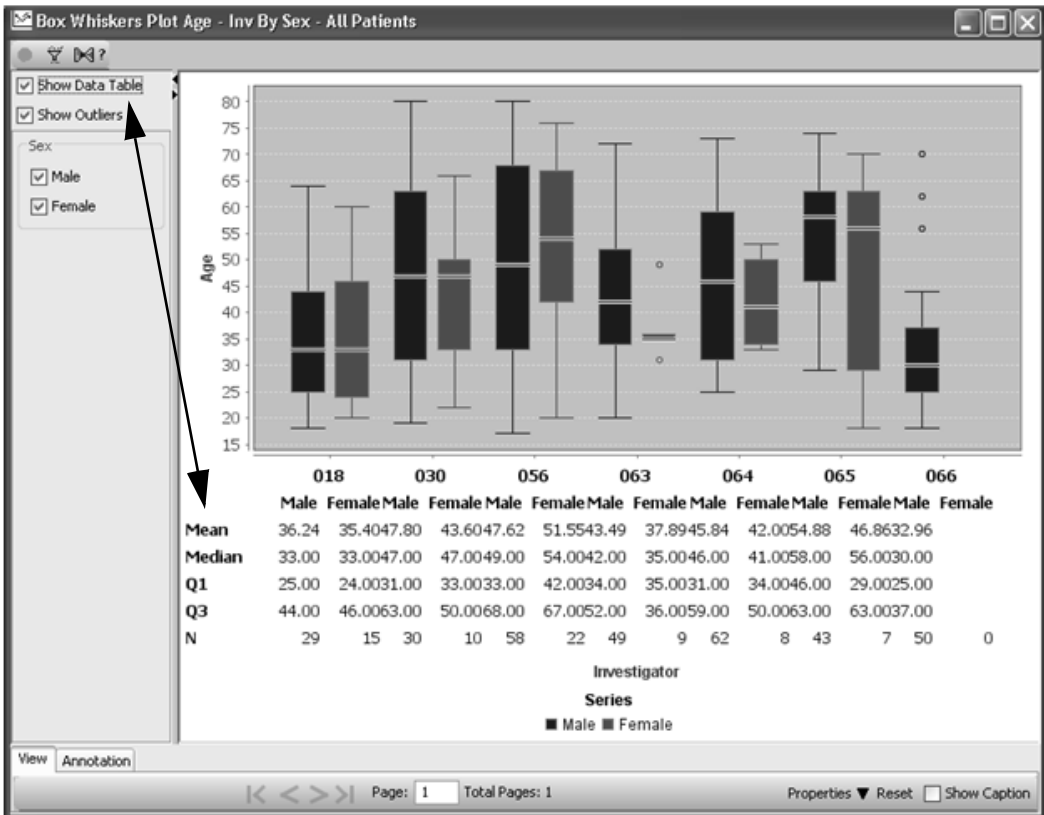 Box Whiskers Plot Age - Inv By Sex - All Patients
?
Show Data Table
Show Outliers
Sex
Male
Female
80
75
70
65
60
55
50
45
40
35
30
25
20
15
Age
018 030 056 063 064 065 066
Male Female Male Female Male Female Male Female Male Female Male Female Male Female
Mean 36.24 35.40 47.80 43.60 47.62 51.55 43.49 37.89 45.84 42.00 54.88 46.86 32.96
Median 33.00 33.00 47.00 47.00 49.00 54.00 42.00 35.00 46.00 41.00 58.00 56.00 30.00
Q1 25.00 24.00 31.00 33.00 33.00 42.00 34.00 35.00 31.00 34.00 46.00 29.00 25.00
Q3 44.00 46.00 63.00 50.00 68.00 67.00 52.00 36.00 59.00 50.00 63.00 63.00 37.00
N 29 15 30 10 58 22 49 9 62 8 43 7 50 0
Investigator
Series
Male Female
View Annotation
Page: 1 Total Pages: 1 Properties Reset Show Caption